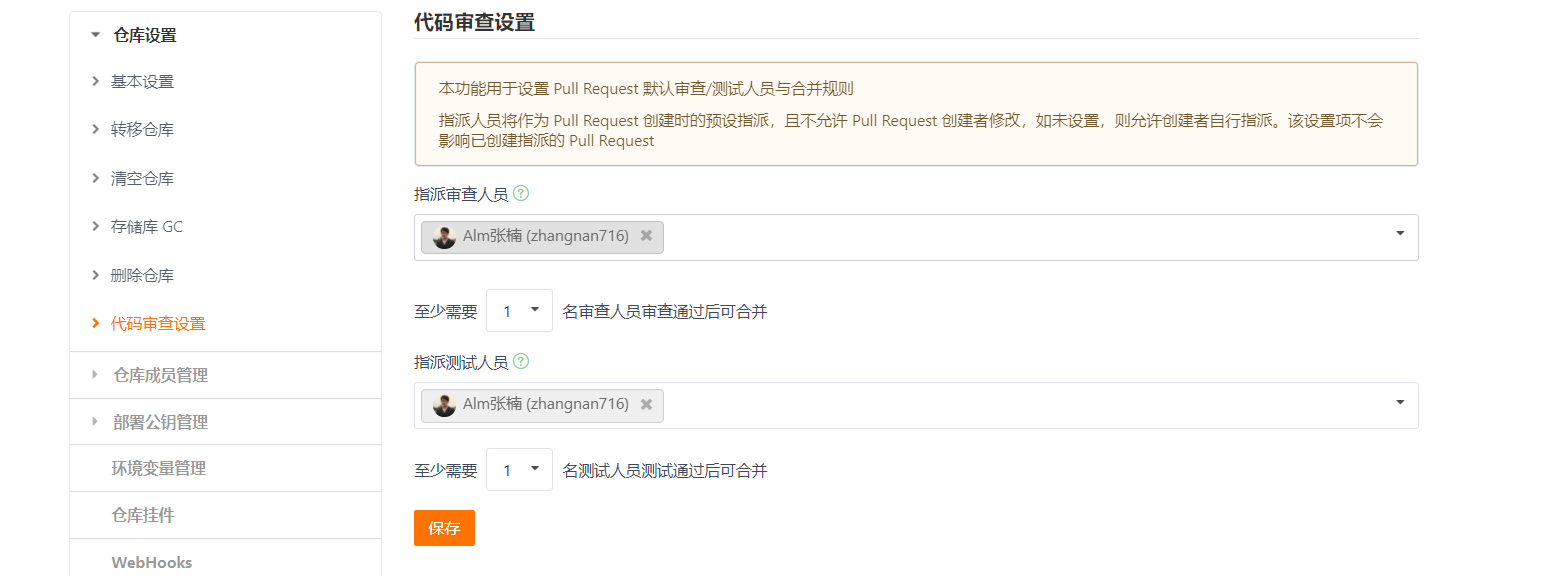 仓库设置
基本设置
转移仓库
清空仓库
存储库 GC
删除仓库
代码审查设置
仓库成员管理
部署公钥管理
环境变量管理
仓库挂件
WebHooks
代码审查设置
本功能用于设置 Pull Request 默认审查/测试人员与合并规则
指派人员将作为 Pull Request 创建时的预设指派，且不允许 Pull Request 创建者修改，如未设置，则允许创建者自行指派。该设置项不会
影响已创建指派的 Pull Request
指派审查人员 ?
Alm张楠 (zhangnan716) ✖
至少需要 1 名审查人员审查通过后可合并
指派测试人员 ?
Alm张楠 (zhangnan716) ✖
至少需要 1 名测试人员测试通过后可合并
保存